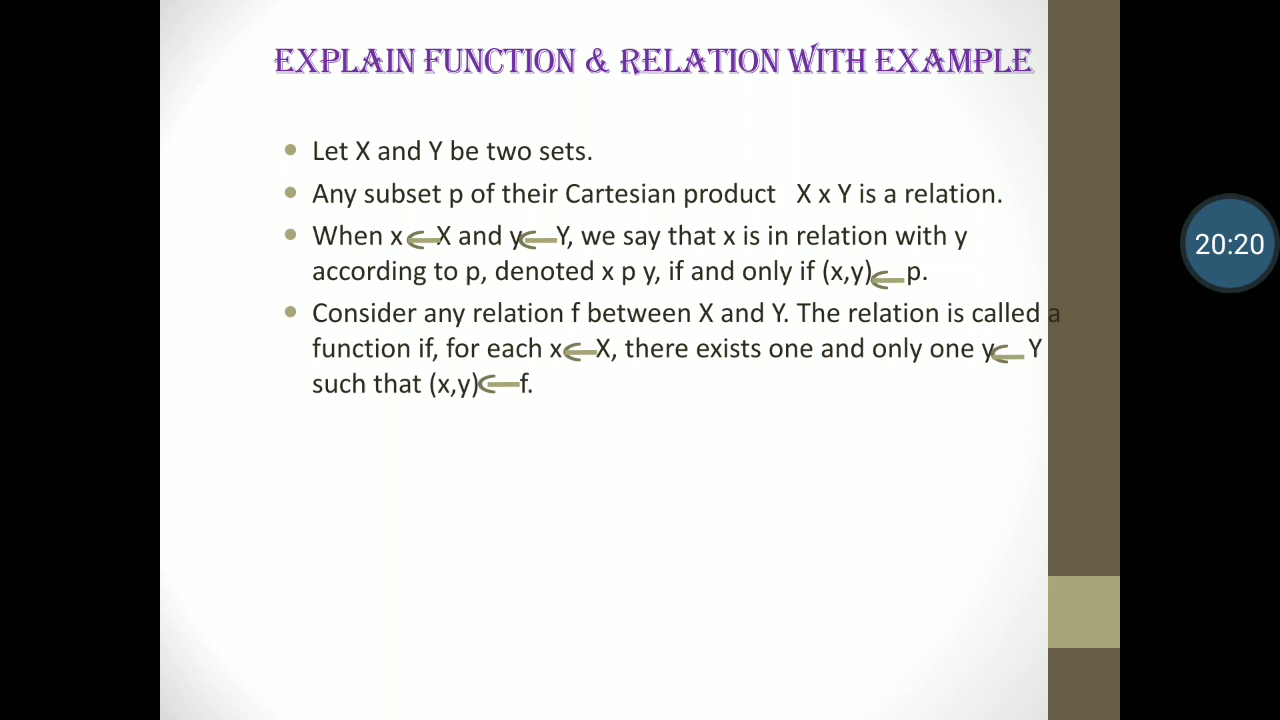 EXPLAIN FUNCTION & RELATION WITH EXAMPLE
• Let X and Y be two sets.
• Any subset p of their Cartesian product X x Y is a relation.
• When x ∈ X and y ∈ Y, we say that x is in relation with y
according to p, denoted x p y, if and only if (x,y) ∈ p.
• Consider any relation f between X and Y. The relation is called a
function if, for each x ∈ X, there exists one and only one y ∈ Y
such that (x,y) ∈ f.
20:20